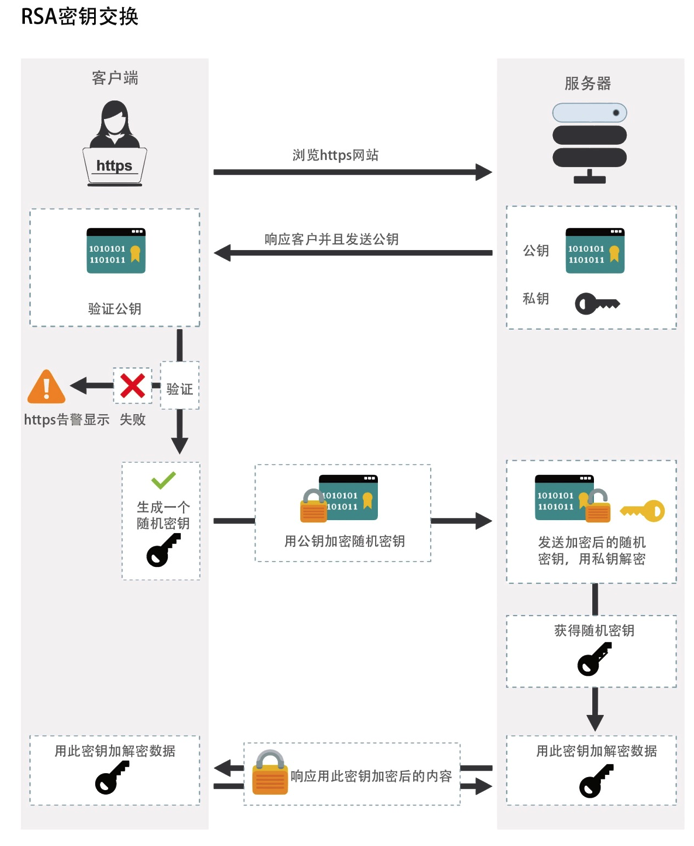 RSA密钥交换
客户端
服务器
https
浏览https网站
响应客户并且发送公钥
1010101
1101011
验证公钥
公钥
1010101
1101011
私钥
验证
https告警显示
失败
生成一个
随机密钥
1010101
1101011
用公钥加密随机密钥
1010101
1101011
发送加密后的随机
密钥，用私钥解密
获得随机密钥
用此密钥加解密数据
响应用此密钥加密后的内容
用此密钥加解密数据